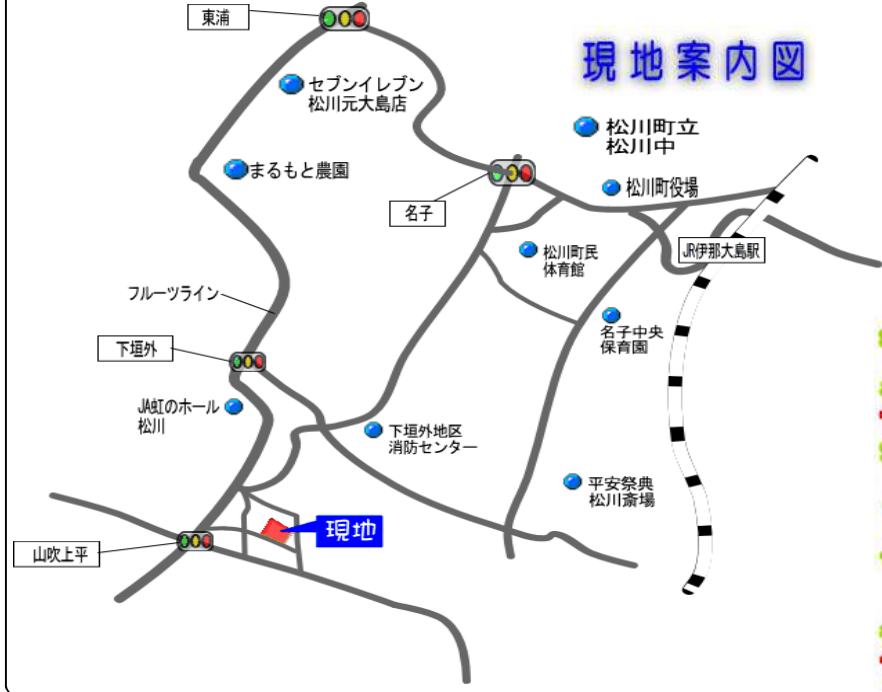 東浦
現地案内図
セブンイレブン
松川元大島店
松川町立
松川中
まるもと農園
松川町役場
名子
松川町民
体育館
JR伊那大島駅
フルーツライン
名子中央
保育園
下垣外
JA虹のホール
松川
下垣外地区
消防センター
平安祭典
松川斎場
現地
山吹上平